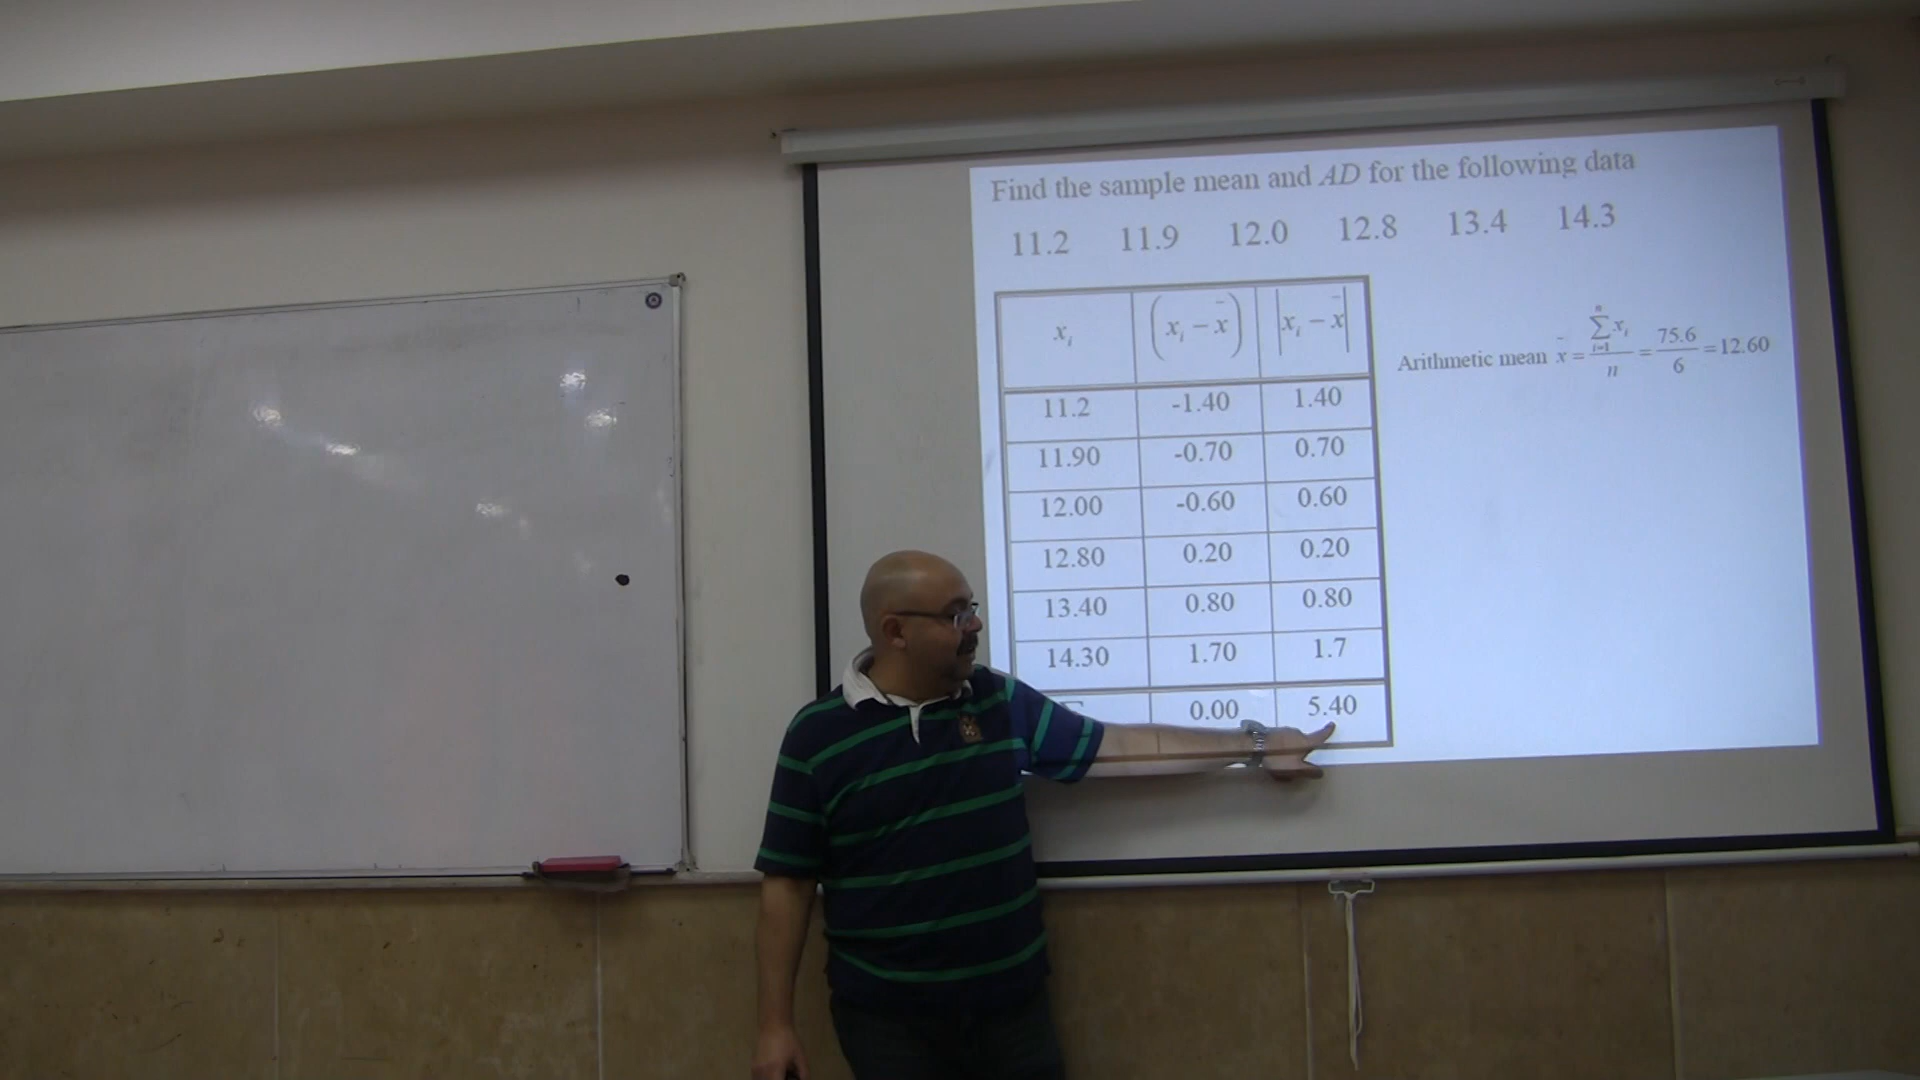 Find the sample mean and AD for the following data
11.2 11.9 12.0 12.8 13.4 14.3
xᵢ (xᵢ − x̄) |xᵢ − x̄|
11.2 -1.40 1.40
11.90 -0.70 0.70
12.00 -0.60 0.60
12.80 0.20 0.20
13.40 0.80 0.80
14.30 1.70 1.7
0.00 5.40
Arithmetic mean x̄ = ∑ⁿᵢ₌₁ xᵢ / n = 75.6 / 6 = 12.60